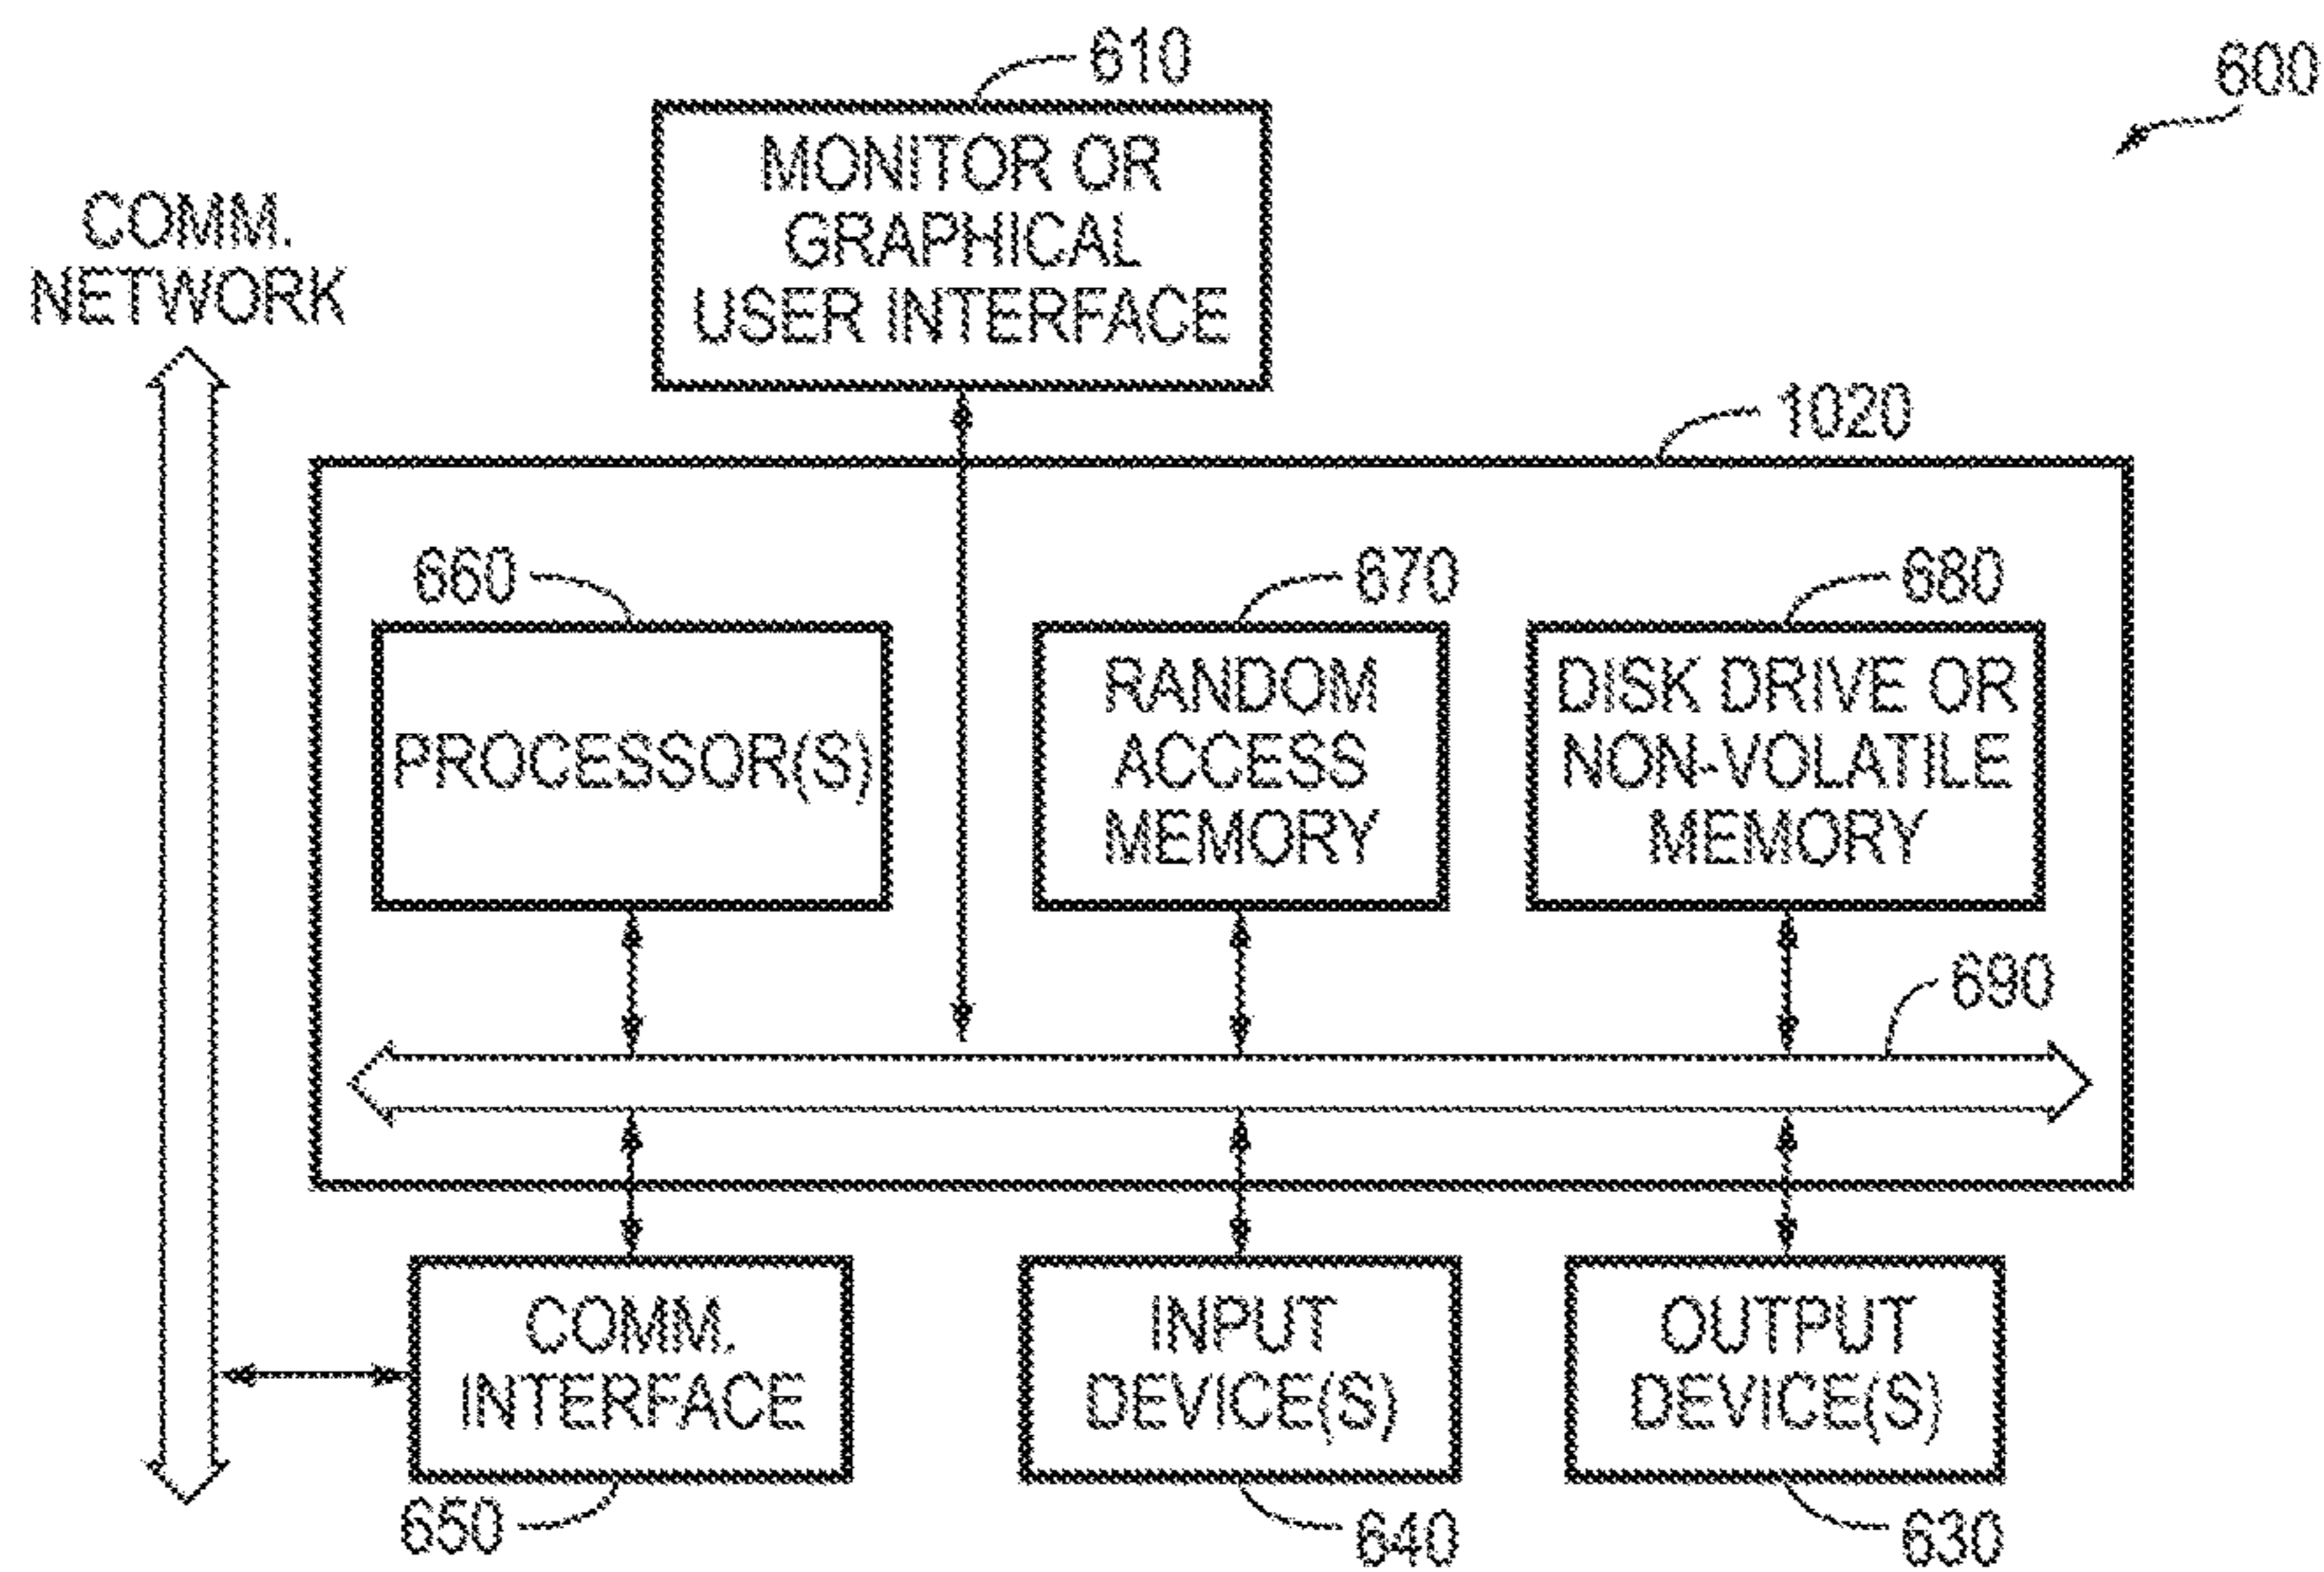 610
600
MONITOR OR
GRAPHICAL
USER INTERFACE
COMM.
NETWORK
1020
660
670
680
PROCESSOR(S)
RANDOM
ACCESS
MEMORY
DISK DRIVE OR
NON-VOLATILE
MEMORY
690
COMM.
INTERFACE
INPUT
DEVICE(S)
OUTPUT
DEVICE(S)
650
640
630